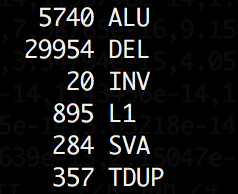 5740 ALU
29954 DEL
20 INV
895 L1
284 SVA
357 TDUP